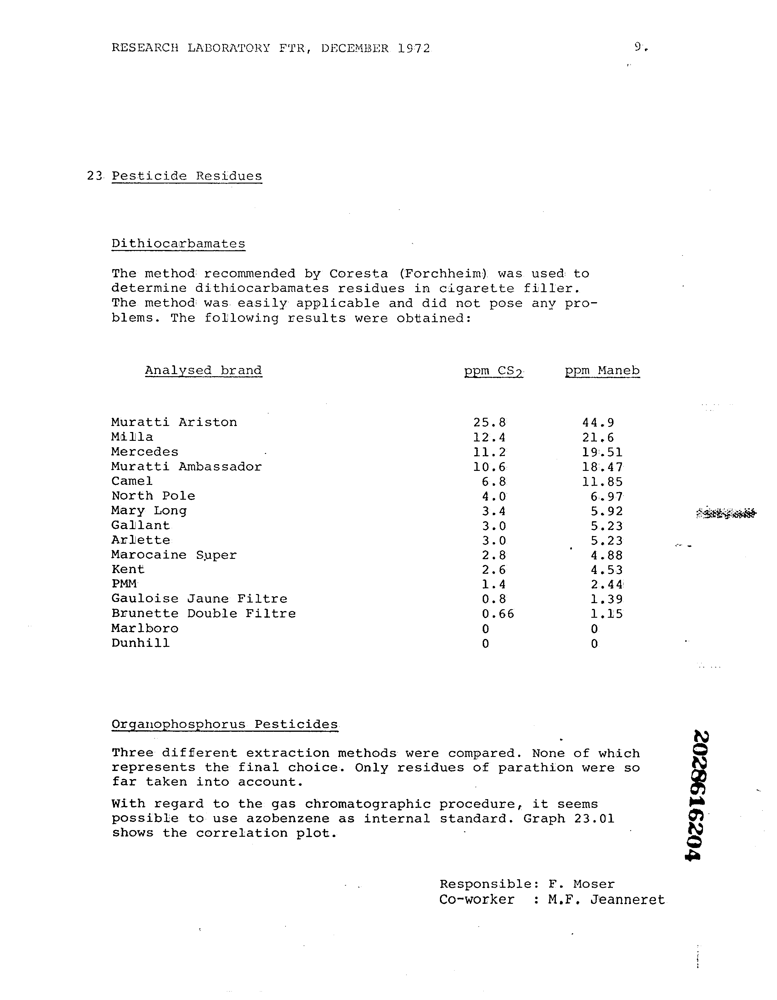 RESEARCH LABORATORY FTR, DECEMBER 1972 9.
23 Pesticide Residues
Dithiocarbamates
The method recommended by Coresta (Forchheim) was used to
determine dithiocarbamates residues in cigarette filler.
The method was easily applicable and did not pose any pro-
blems. The following results were obtained:
Analysed brand ppm CS2 ppm Maneb
Muratti Ariston 25.8 44.9
Milla 12.4 21.6
Mercedes 11.2 19.51
Muratti Ambassador 10.6 18.47
Camel 6.8 11.85
North Pole 4.0 6.97
Mary Long 3.4 5.92
Gallant 3.0 5.23
Arlette 3.0 5.23
Marocaine Super 2.8 4.88
Kent 2.6 4.53
PMM 1.4 2.44
Gauloise Jaune Filtre 0.8 1.39
Brunette Double Filtre 0.66 1.15
Marlboro 0 0
Dunhill 0 0
Organophosphorus Pesticides
Three different extraction methods were compared. None of which
represents the final choice. Only residues of parathion were so
far taken into account.
With regard to the gas chromatographic procedure, it seems
possible to use azobenzene as internal standard. Graph 23.01
shows the correlation plot.
Responsible: F. Moser
Co-worker : M.F. Jeanneret
2028616204